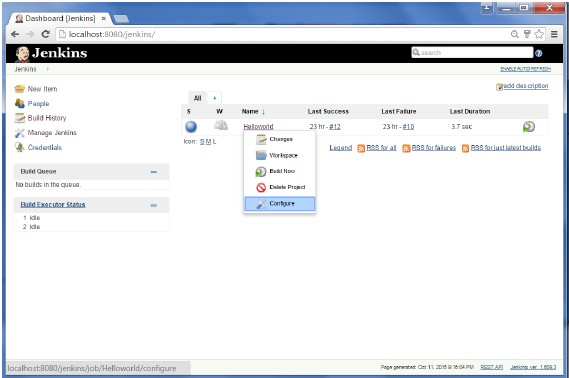 Dashboard [Jenkins]
localhost:8080/jenkins/
Jenkins
search
Jenkins
ENABLE AUTO REFRESH
New Item
People
Build History
Manage Jenkins
Credentials
add description
All +
S W Name ↓ Last Success Last Failure Last Duration
Helloworld 23 hr - #12 23 hr - #10 3.7 sec
Icon: S M L
Legend RSS for all RSS for failures RSS for just latest builds
Changes
Workspace
Build Now
Delete Project
Configure
Build Queue
No builds in the queue.
Build Executor Status
1 Idle
2 Idle
localhost:8080/jenkins/job/Helloworld/configure
Page generated: Oct 11, 2015 9:16:04 PM REST API Jenkins ver. 1.609.3